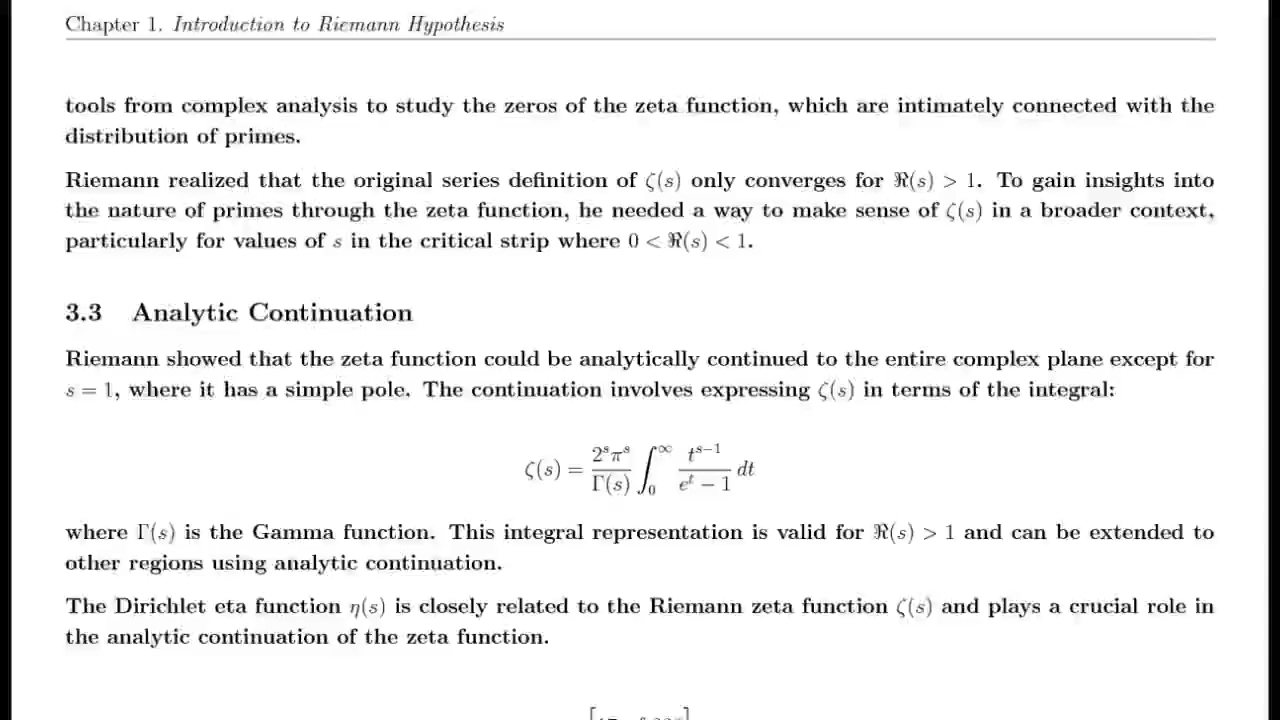 Chapter 1. Introduction to Riemann Hypothesis
tools from complex analysis to study the zeros of the zeta function, which are intimately connected with the
distribution of primes.
Riemann realized that the original series definition of ζ(s) only converges for ℜ(s) > 1. To gain insights into
the nature of primes through the zeta function, he needed a way to make sense of ζ(s) in a broader context,
particularly for values of s in the critical strip where 0 < ℜ(s) < 1.
3.3 Analytic Continuation
Riemann showed that the zeta function could be analytically continued to the entire complex plane except for
s = 1, where it has a simple pole. The continuation involves expressing ζ(s) in terms of the integral:
ζ(s) = \frac{2^s π^s}{Γ(s)} ∫_0^∞ \frac{t^{s−1}}{e^t − 1} dt
where Γ(s) is the Gamma function. This integral representation is valid for ℜ(s) > 1 and can be extended to
other regions using analytic continuation.
The Dirichlet eta function η(s) is closely related to the Riemann zeta function ζ(s) and plays a crucial role in
the analytic continuation of the zeta function.